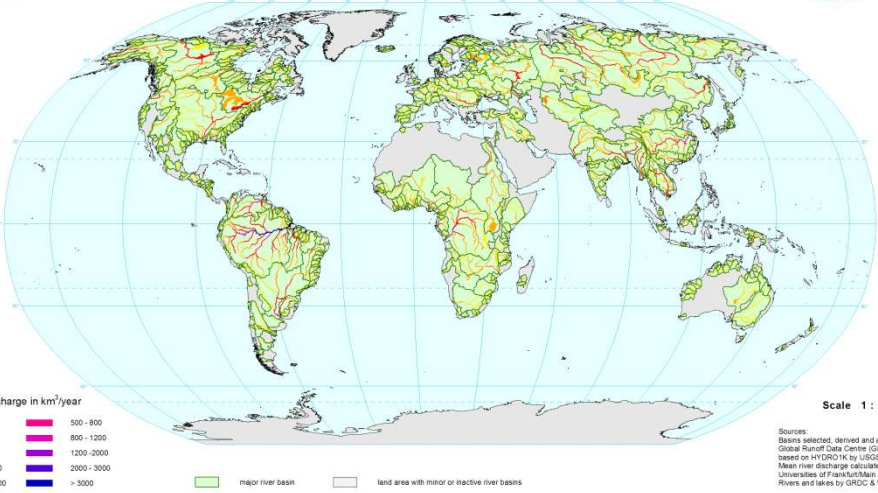 charge in km³/year
500 - 800
800 - 1200
1200 -2000
2000 - 3000
> 3000
major river basin
land area with minor or inactive river basins
Scale 1 :
Sources:
Basins selected, derived and a
Global Runoff Data Centre (G
based on HYDRO1K by USGS
Mean river discharge calculate
Universities of Frankfurt/Main
Rivers and lakes by GRDC &